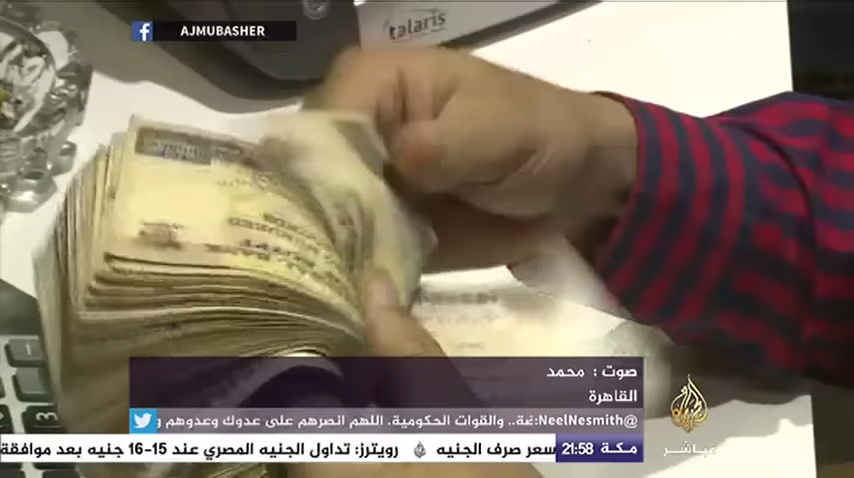 AJMUBASHER
talaris
صوت : محمد
القاهرة
@NeelNesmith:غة.. والقوات الحكومية. اللهم انصرهم على عدوك وعدوهم و
مكة 21:58 سعر صرف الجنيه رويترز: تداول الجنيه المصري عند 15-16 جنيه بعد موافقة
الجزيرة
مباشر